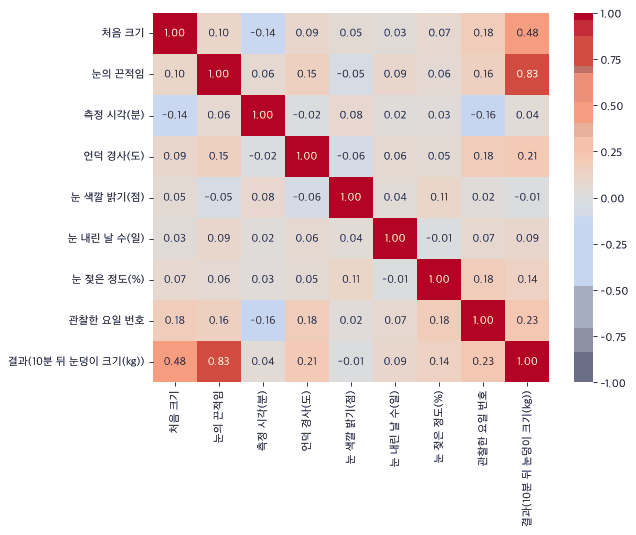 처음 크기 1.00 0.10 -0.14 0.09 0.05 0.03 0.07 0.18 0.48
눈의 끈적임 0.10 1.00 0.06 0.15 -0.05 0.09 0.06 0.16 0.83
측정 시각(분) -0.14 0.06 1.00 -0.02 0.08 0.02 0.03 -0.16 0.04
언덕 경사(도) 0.09 0.15 -0.02 1.00 -0.06 0.06 0.05 0.18 0.21
눈 색깔 밝기(점) 0.05 -0.05 0.08 -0.06 1.00 0.04 0.11 0.02 -0.01
눈 내린 날 수(일) 0.03 0.09 0.02 0.06 0.04 1.00 -0.01 0.07 0.09
눈 젖은 정도(%) 0.07 0.06 0.03 0.05 0.11 -0.01 1.00 0.18 0.14
관찰한 요일 번호 0.18 0.16 -0.16 0.18 0.02 0.07 0.18 1.00 0.23
결과(10분 뒤 눈덩이 크기(kg)) 0.48 0.83 0.04 0.21 -0.01 0.09 0.14 0.23 1.00
처음 크기
눈의 끈적임
측정 시각(분)
언덕 경사(도)
눈 색깔 밝기(점)
눈 내린 날 수(일)
눈 젖은 정도(%)
관찰한 요일 번호
결과(10분 뒤 눈덩이 크기(kg))
1.00
0.75
0.50
0.25
0.00
-0.25
-0.50
-0.75
-1.00